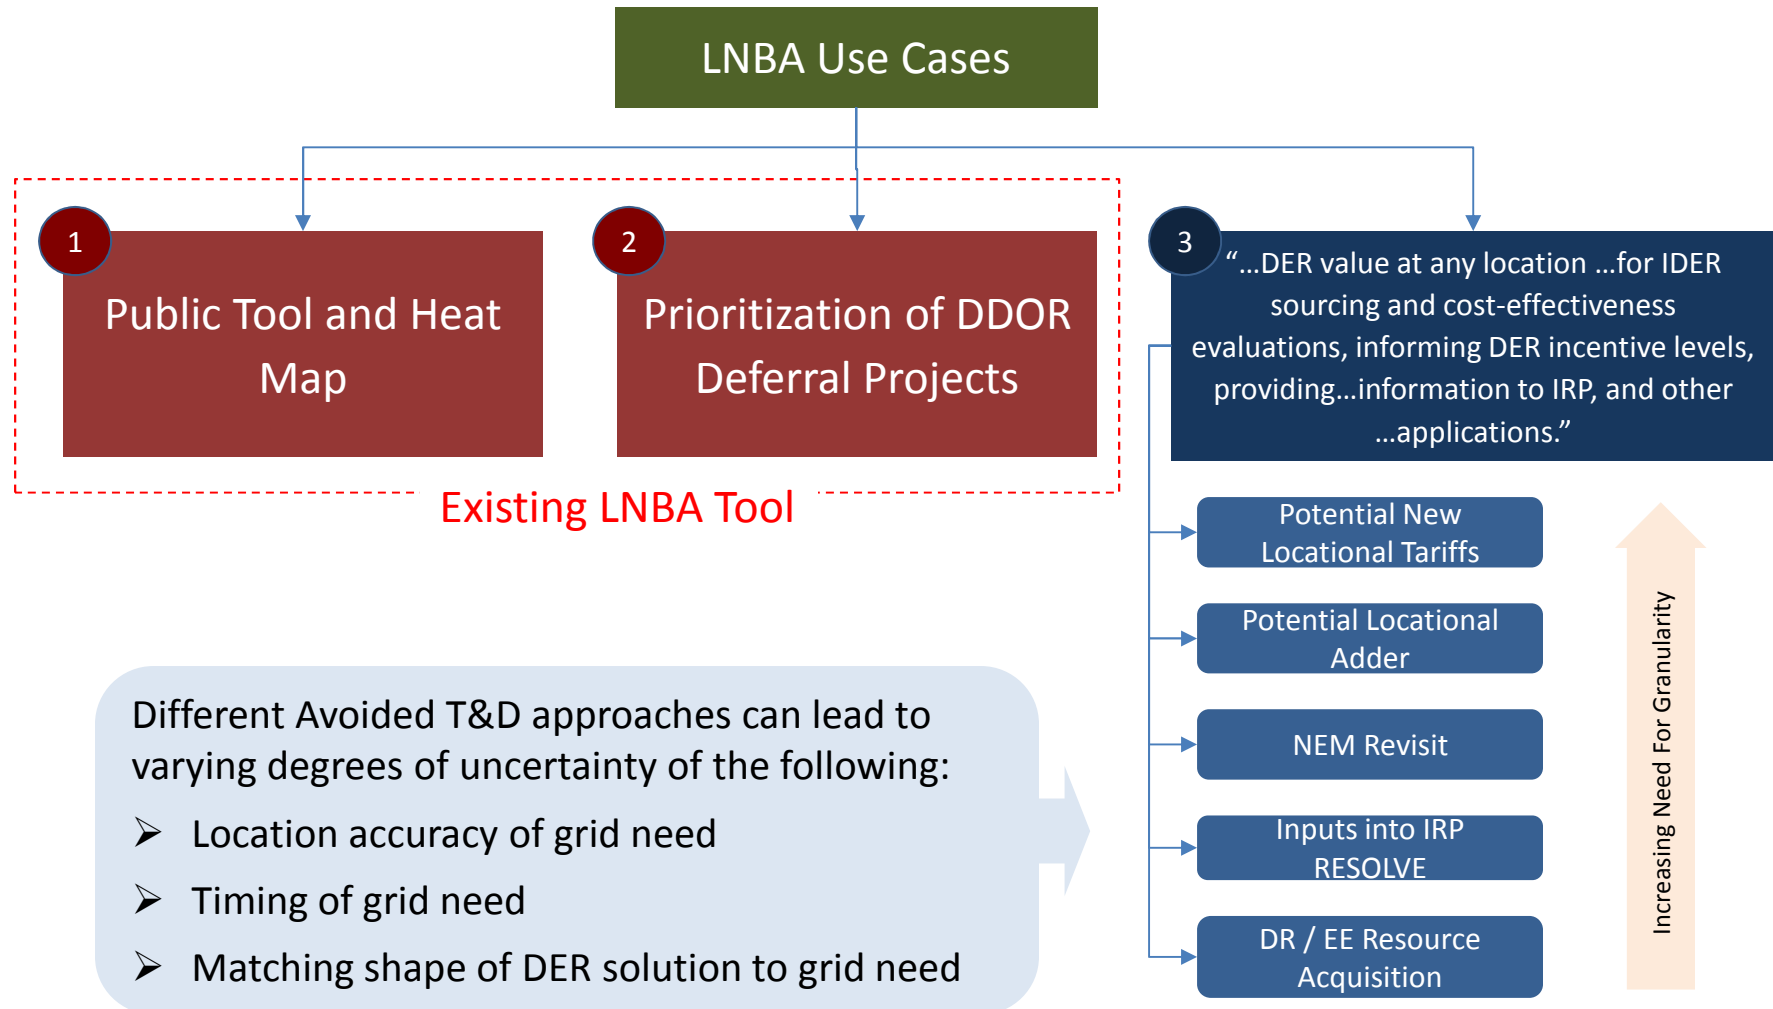 LNBA Use Cases
1
Public Tool and Heat
Map
2
Prioritization of DDOR
Deferral Projects
Existing LNBA Tool
3
“...DER value at any location ...for IDER
sourcing and cost-effectiveness
evaluations, informing DER incentive levels,
providing...information to IRP, and other
...applications.”
Potential New
Locational Tariffs
Potential Locational
Adder
NEM Revisit
Inputs into IRP
RESOLVE
DR / EE Resource
Acquisition
Increasing Need For Granularity
Different Avoided T&D approaches can lead to
varying degrees of uncertainty of the following:
➢ Location accuracy of grid need
➢ Timing of grid need
➢ Matching shape of DER solution to grid need